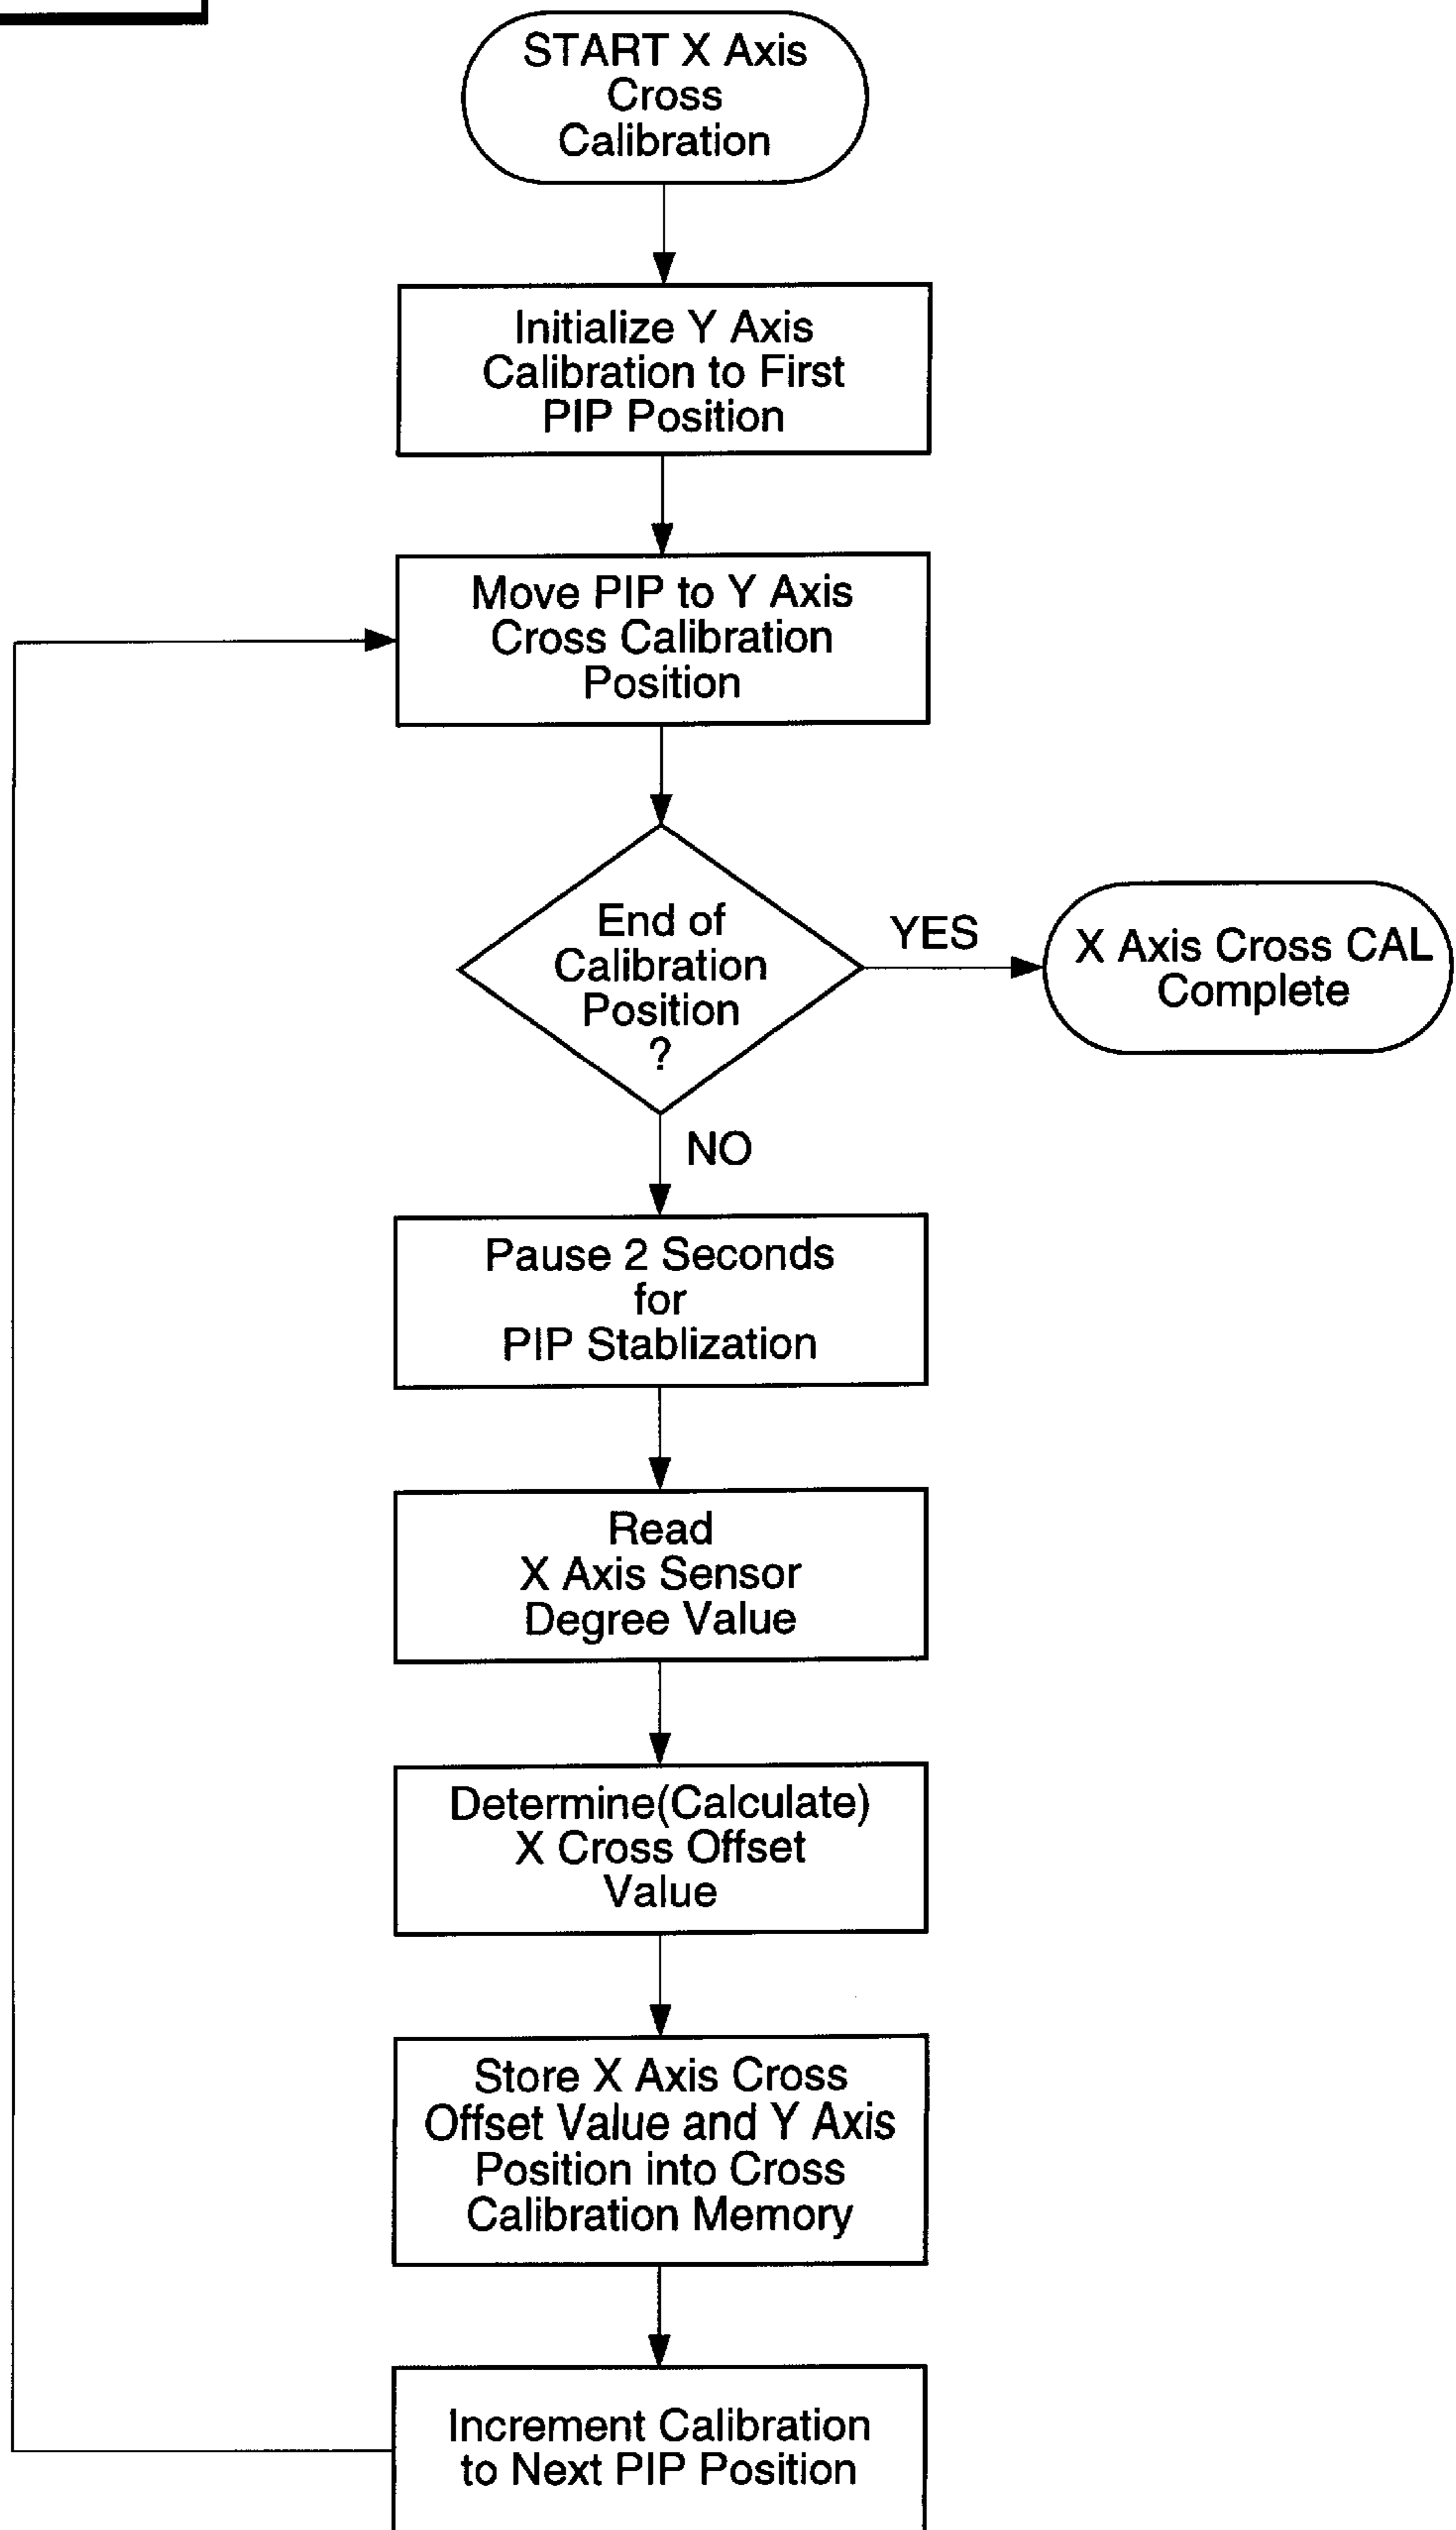 START X Axis
Cross
Calibration
Initialize Y Axis
Calibration to First
PIP Position
Move PIP to Y Axis
Cross Calibration
Position
End of
Calibration
Position
?
YES
X Axis Cross CAL
Complete
NO
Pause 2 Seconds
for
PIP Stablization
Read
X Axis Sensor
Degree Value
Determine(Calculate)
X Cross Offset
Value
Store X Axis Cross
Offset Value and Y Axis
Position into Cross
Calibration Memory
Increment Calibration
to Next PIP Position